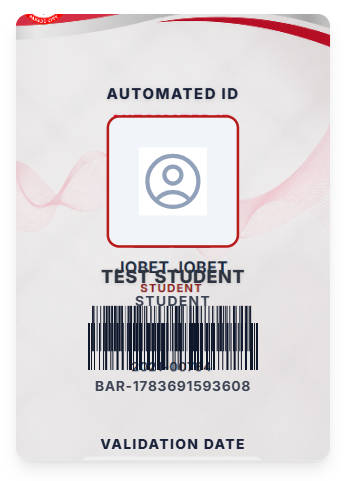 AUTOMATED ID
JOBET JOBET
TEST STUDENT
STUDENT
STUDENT
BAR-1783691593608
VALIDATION DATE